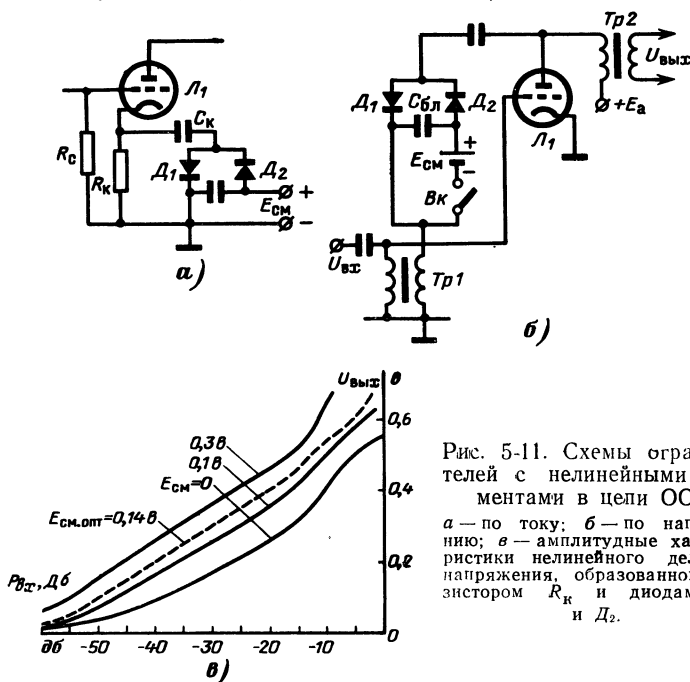 Л₁
Rс
Rк
Cк
Д₁
Д₂
+
Eсм
−
а)
Тр2
Uвых
+Eа
Д₁
Cбл
Д₂
Л₁
+
Eсм
−
Вк
Uвх
Тр1
б)
Uвых
в
0,6
0,4
0,2
0
0,3в
0,1в
Eсм=0
Eсм.опт=0,14в
Pвх, Дб
дб
-50
-40
-30
-20
-10
в)
Рис. 5-11. Схемы огра
телей с нелинейными
ментами в цепи ОО
а — по току; б — по нап
нию; в — амплитудные ха
ристики нелинейного дел
напряжения, образованно
зистором Rк и диодам
и Д₂.